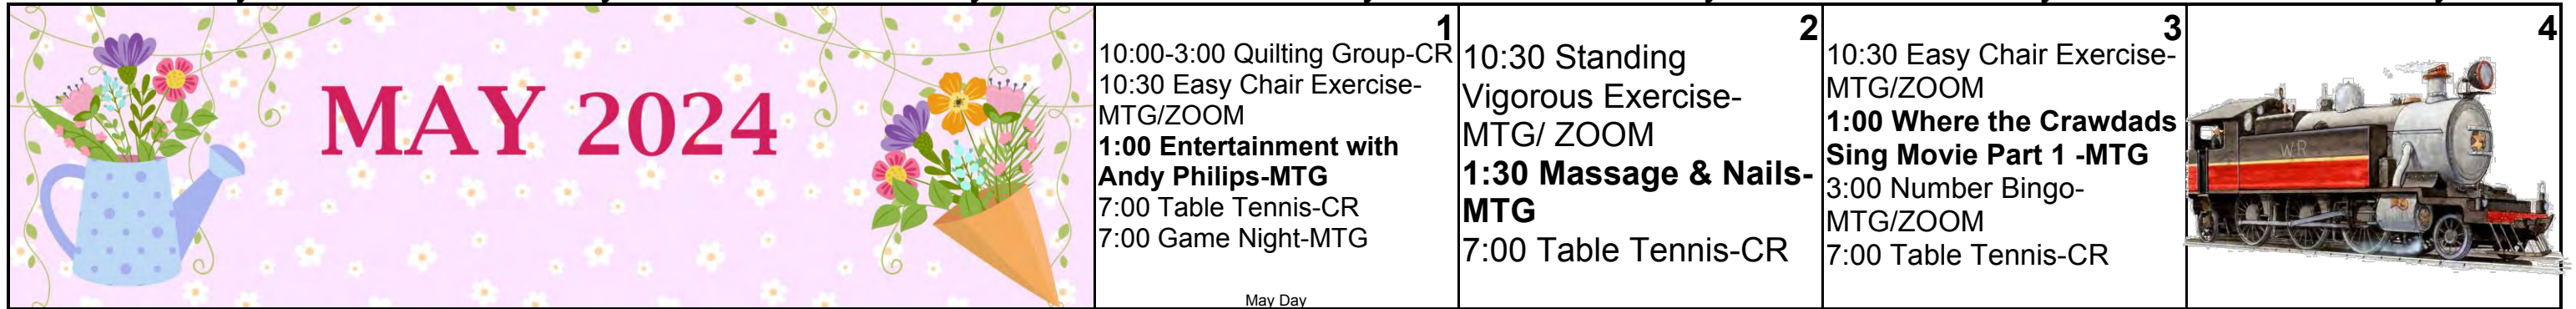 MAY 2024
1
10:00-3:00 Quilting Group-CR
10:30 Easy Chair Exercise-
MTG/ZOOM
1:00 Entertainment with
Andy Philips-MTG
7:00 Table Tennis-CR
7:00 Game Night-MTG
May Day
2
10:30 Standing
Vigorous Exercise-
MTG/ ZOOM
1:30 Massage & Nails-
MTG
7:00 Table Tennis-CR
3
10:30 Easy Chair Exercise-
MTG/ZOOM
1:00 Where the Crawdads
Sing Movie Part 1 -MTG
3:00 Number Bingo-
MTG/ZOOM
7:00 Table Tennis-CR
4
WR